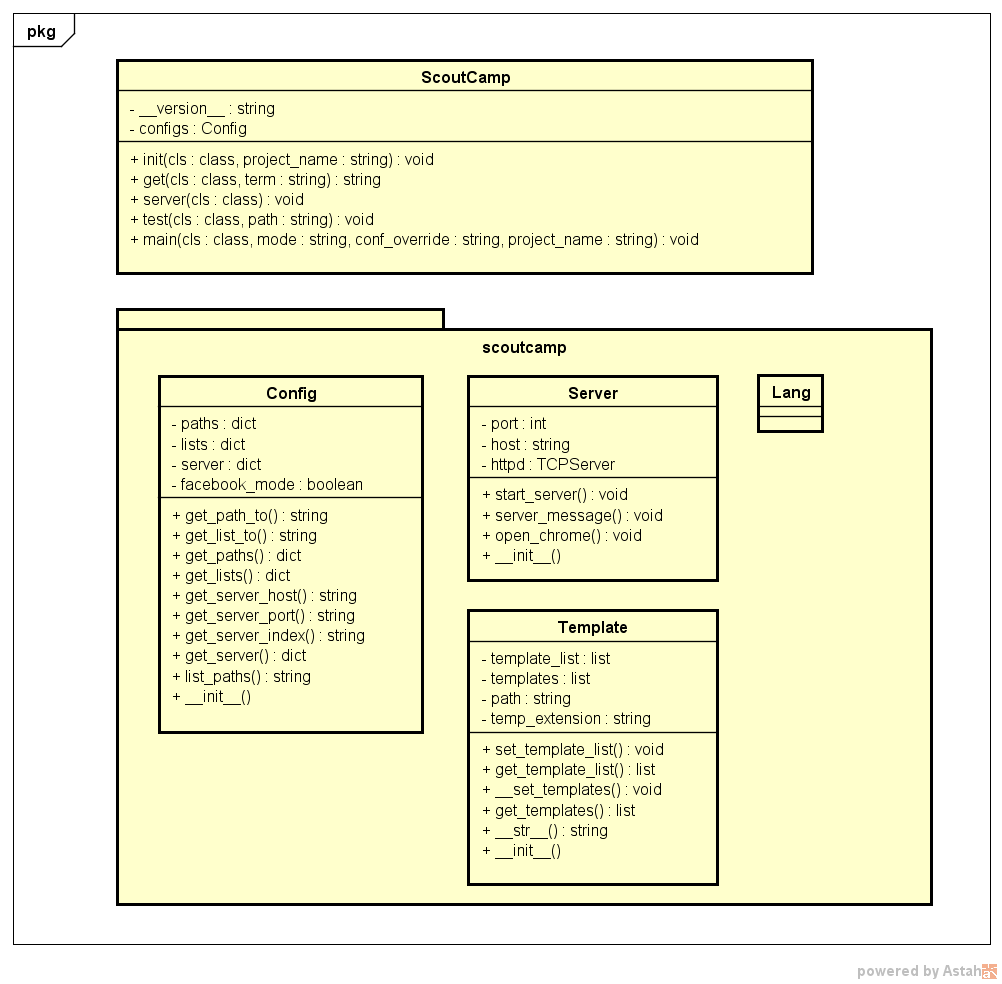 pkg
ScoutCamp
- __version__ : string
- configs : Config
+ init(cls : class, project_name : string) : void
+ get(cls : class, term : string) : string
+ server(cls : class) : void
+ test(cls : class, path : string) : void
+ main(cls : class, mode : string, conf_override : string, project_name : string) : void
scoutcamp
Config
- paths : dict
- lists : dict
- server : dict
- facebook_mode : boolean
+ get_path_to() : string
+ get_list_to() : string
+ get_paths() : dict
+ get_lists() : dict
+ get_server_host() : string
+ get_server_port() : string
+ get_server_index() : string
+ get_server() : dict
+ list_paths() : string
+ __init__()
Server
- port : int
- host : string
- httpd : TCPServer
+ start_server() : void
+ server_message() : void
+ open_chrome() : void
+ __init__()
Lang
Template
- template_list : list
- templates : list
- path : string
- temp_extension : string
+ set_template_list() : void
+ get_template_list() : list
+ __set_templates() : void
+ get_templates() : list
+ __str__() : string
+ __init__()
powered by Astah